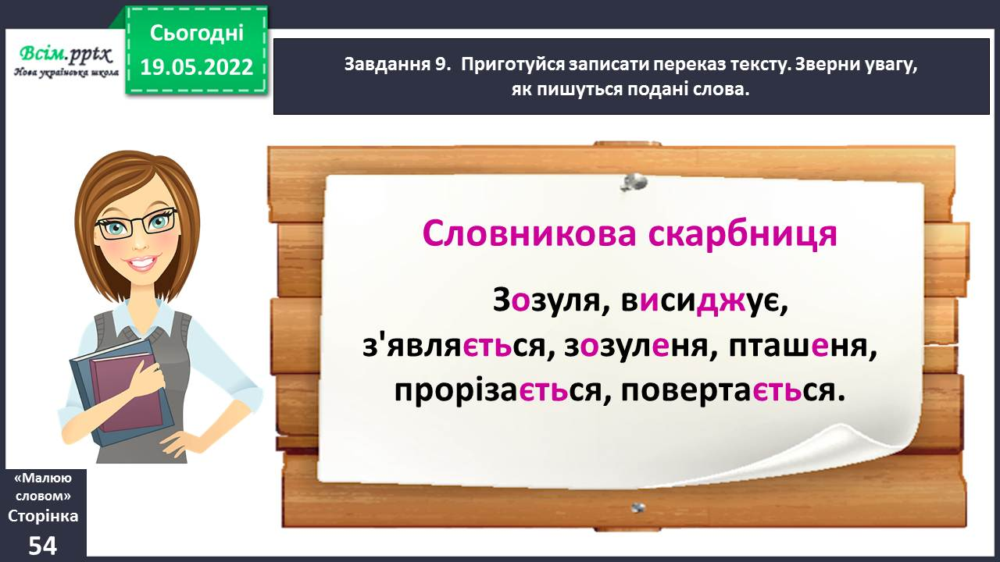 Всім.pptx
Нова українська школа
Сьогодні
19.05.2022
Завдання 9. Приготуйся записати переказ тексту. Зверни увагу,
як пишуться подані слова.
Словникова скарбниця
Зозуля, висиджує,
з'являється, зозуленя, пташеня,
прорізається, повертається.
«Малюю
словом»
Сторінка
54